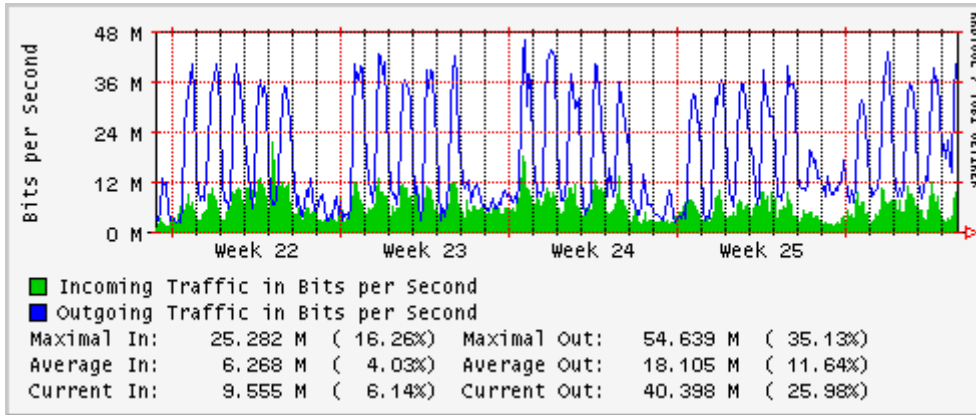 48 M
36 M
24 M
12 M
0 M
Bits per Second
Week 22 Week 23 Week 24 Week 25
Incoming Traffic in Bits per Second
Outgoing Traffic in Bits per Second
Maximal In: 25.282 M ( 16.26%) Maximal Out: 54.639 M ( 35.13%)
Average In: 6.268 M ( 4.03%) Average Out: 18.105 M ( 11.64%)
Current In: 9.555 M ( 6.14%) Current Out: 40.398 M ( 25.98%)